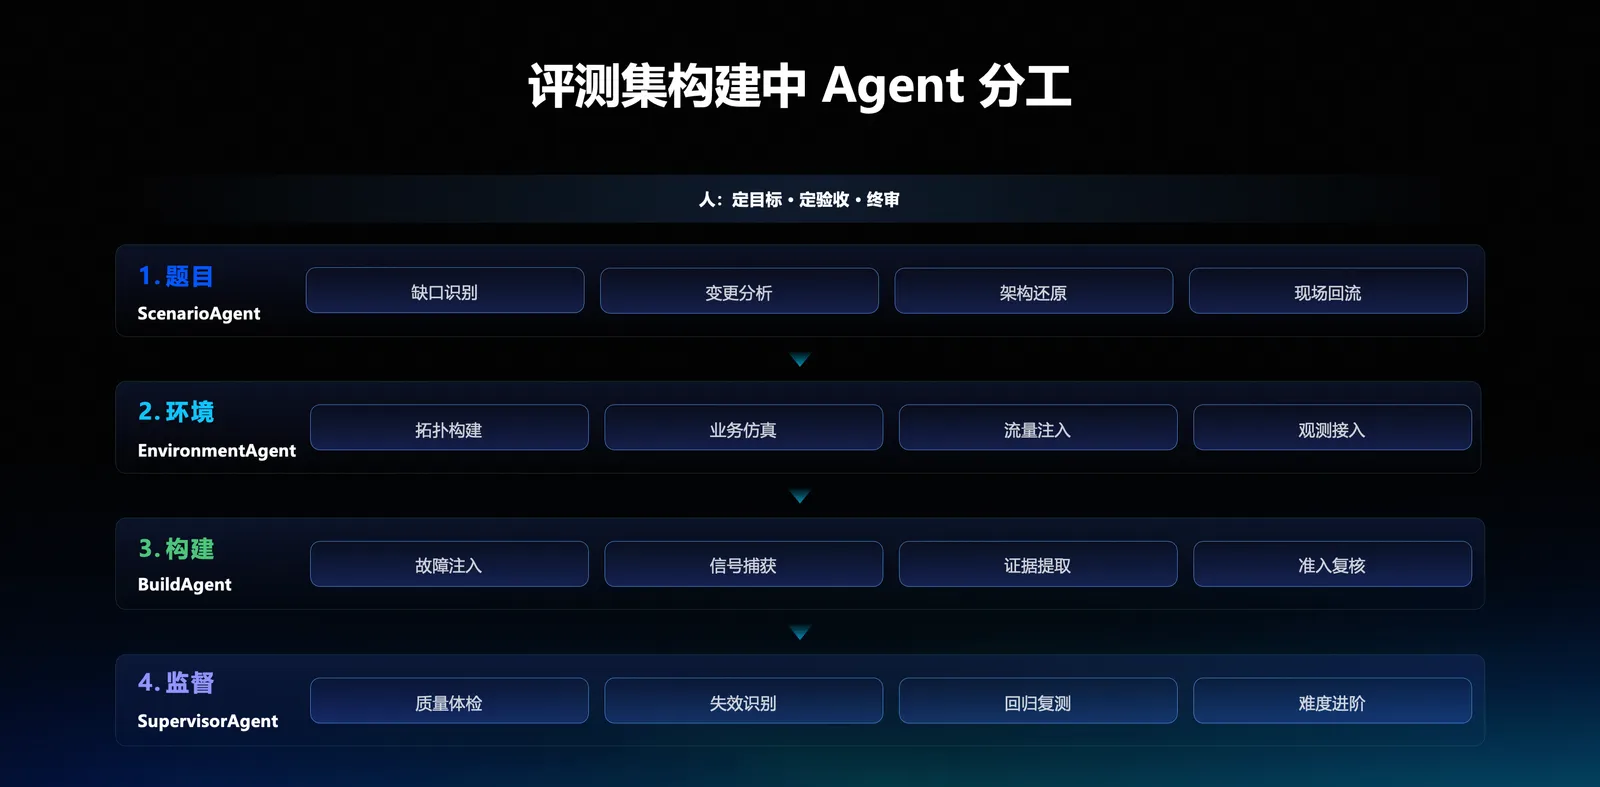 评测集构建中 Agent 分工
人：定目标·定验收·终审
1.题目
ScenarioAgent
缺口识别
变更分析
架构还原
现场回流
2.环境
EnvironmentAgent
拓扑构建
业务仿真
流量注入
观测接入
3.构建
BuildAgent
故障注入
信号捕获
证据提取
准入复核
4.监督
SupervisorAgent
质量体检
失效识别
回归复测
难度进阶